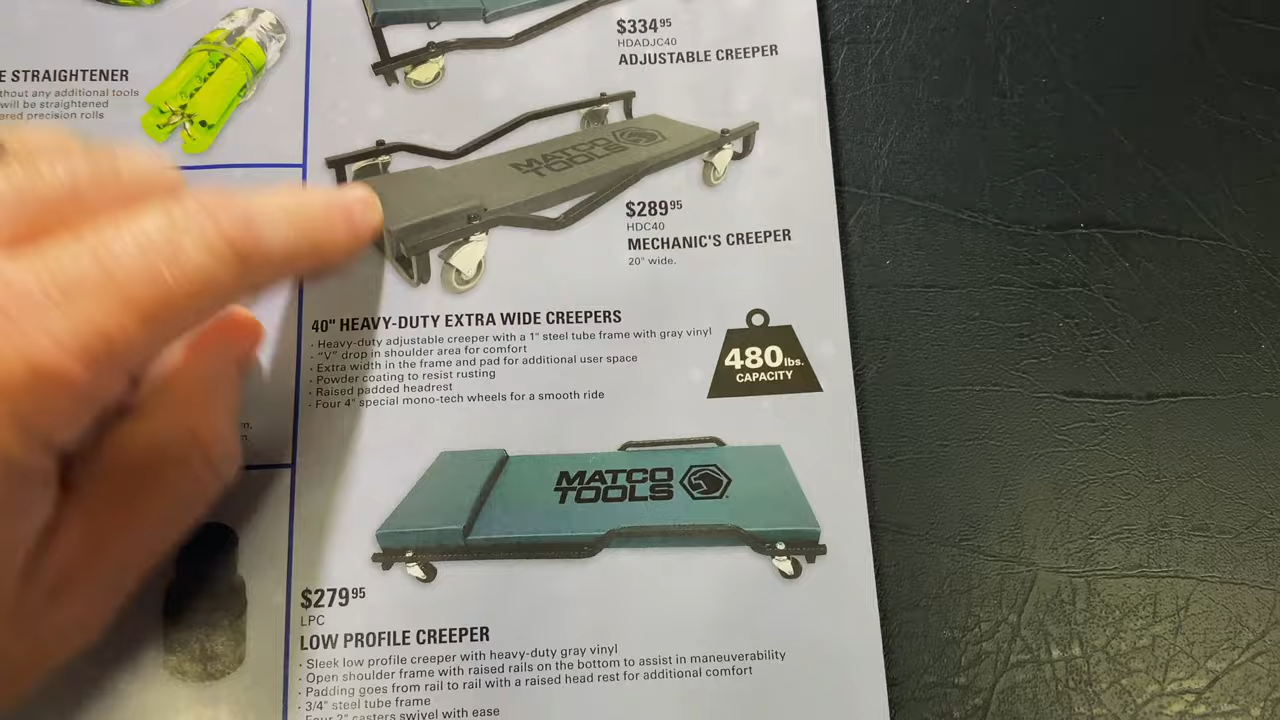 E STRAIGHTENER
thout any additional tools
will be straightened
ared precision rolls
m,
m.
$334.95
HDADJC40
ADJUSTABLE CREEPER
MATCO
TOOLS
$289.95
HDC40
MECHANIC'S CREEPER
20" wide.
40" HEAVY-DUTY EXTRA WIDE CREEPERS
· Heavy-duty adjustable creeper with a 1" steel tube frame with gray vinyl
· "V" drop in shoulder area for comfort
· Extra width in the frame and pad for additional user space
· Powder coating to resist rusting
· Raised padded headrest
· Four 4" special mono-tech wheels for a smooth ride
480 lbs.
CAPACITY
MATCO
TOOLS
$279.95
LPC
LOW PROFILE CREEPER
· Sleek low profile creeper with heavy-duty gray vinyl
· Open shoulder frame with raised rails on the bottom to assist in maneuverability
· Padding goes from rail to rail with a raised head rest for additional comfort
· 3/4" steel tube frame
· Four 2" casters swivel with ease